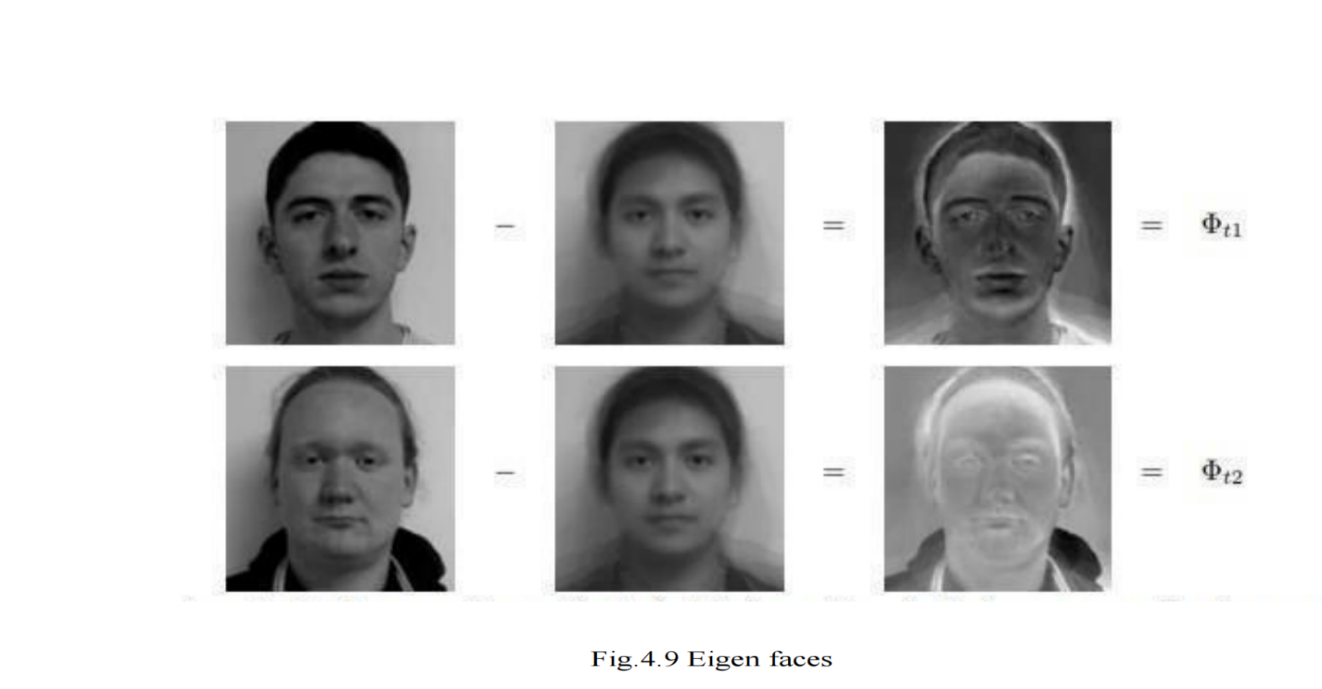 − = = Φt1
− = = Φt2
Fig.4.9 Eigen faces